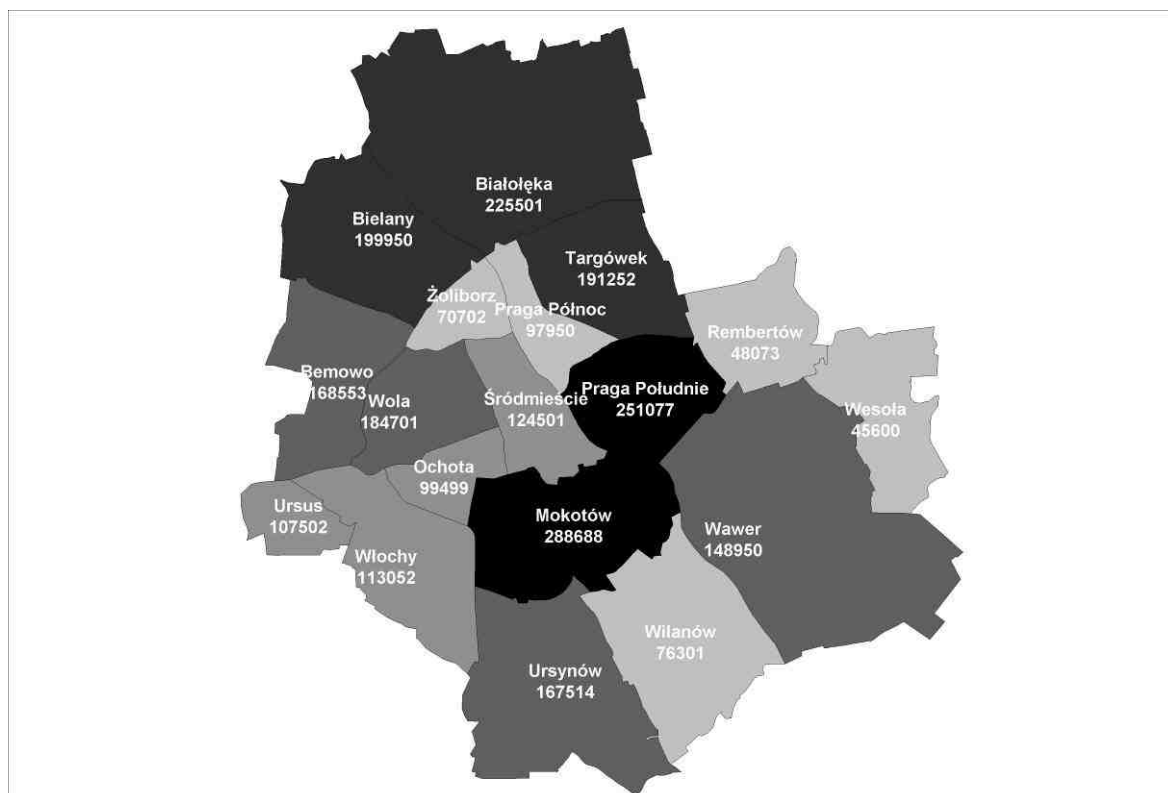 Białołęka
225501
Bielany
199950
Targówek
191252
Żoliborz
70702
Praga Północ
97950
Rembertów
48073
Bemowo
168553
Wola
184701
Śródmieście
124501
Praga Południe
251077
Wesoła
45600
Ochota
99499
Ursus
107502
Mokotów
288688
Wawer
148950
Włochy
113052
Wilanów
76301
Ursynów
167514